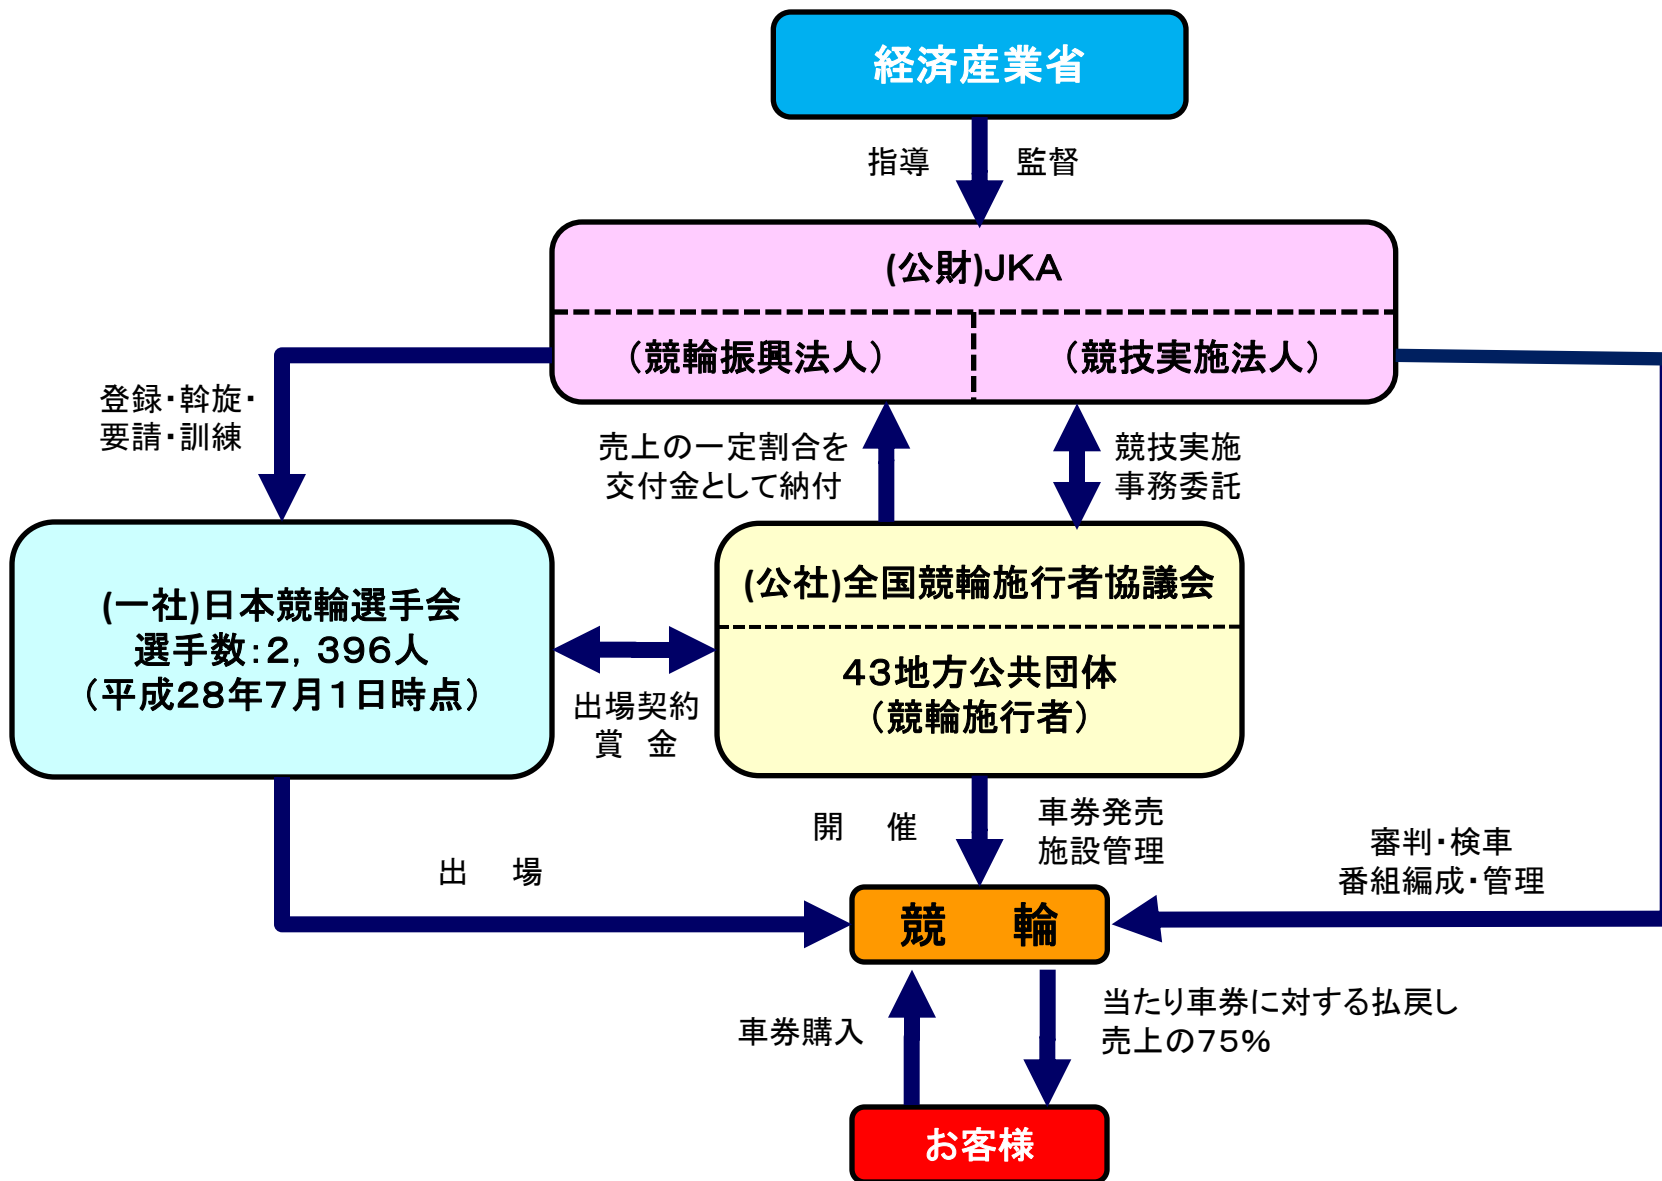 経済産業省
指導 監督
(公財)JKA
(競輪振興法人) (競技実施法人)
登録・斡旋・
要請・訓練
売上の一定割合を
交付金として納付
競技実施
事務委託
(一社)日本競輪選手会
選手数:2,396人
(平成28年7月1日時点)
(公社)全国競輪施行者協議会
43地方公共団体
(競輪施行者)
出場契約
賞 金
開 催
車券発売
施設管理
出 場
審判・検車
番組編成・管理
競 輪
車券購入
当たり車券に対する払戻し
売上の75%
お客様